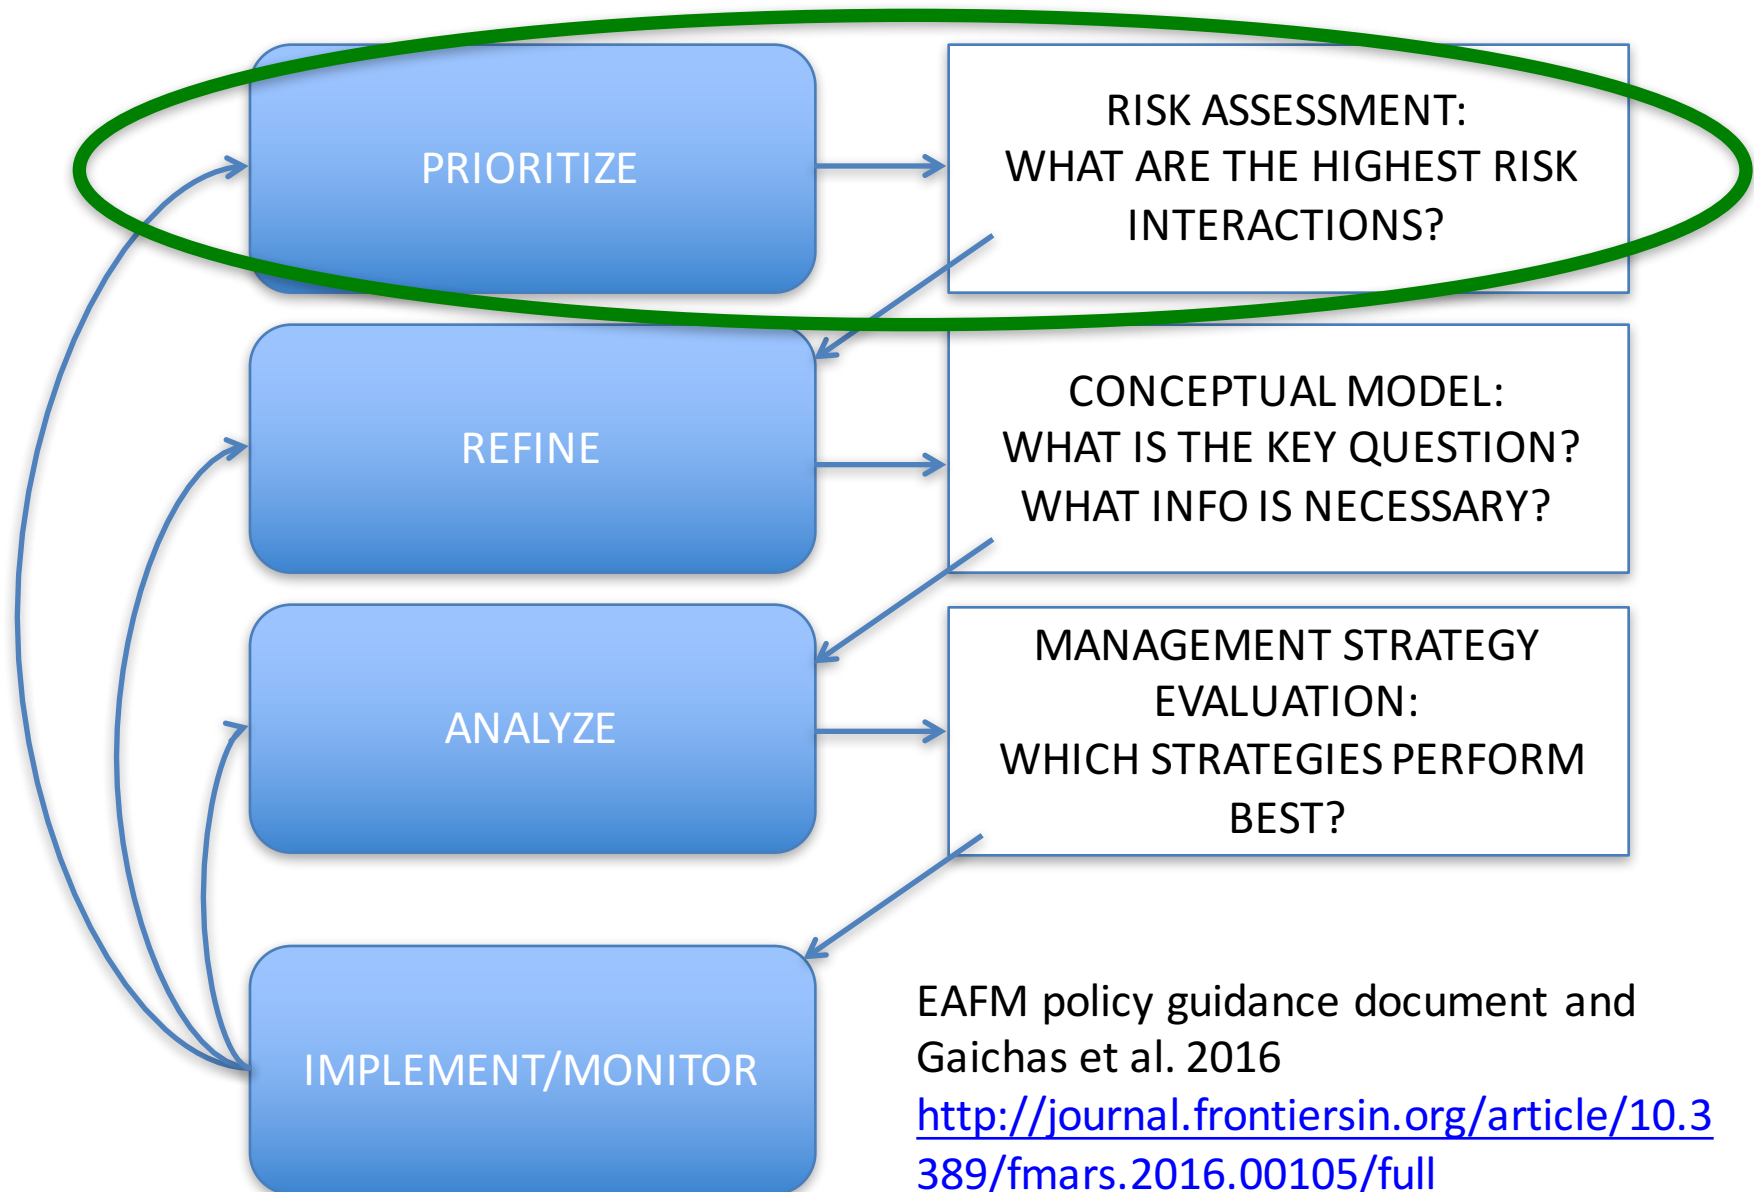 PRIORITIZE
RISK ASSESSMENT:
WHAT ARE THE HIGHEST RISK
INTERACTIONS?
REFINE
CONCEPTUAL MODEL:
WHAT IS THE KEY QUESTION?
WHAT INFO IS NECESSARY?
ANALYZE
MANAGEMENT STRATEGY
EVALUATION:
WHICH STRATEGIES PERFORM
BEST?
IMPLEMENT/MONITOR
EAFM policy guidance document and
Gaichas et al. 2016
http://journal.frontiersin.org/article/10.3
389/fmars.2016.00105/full